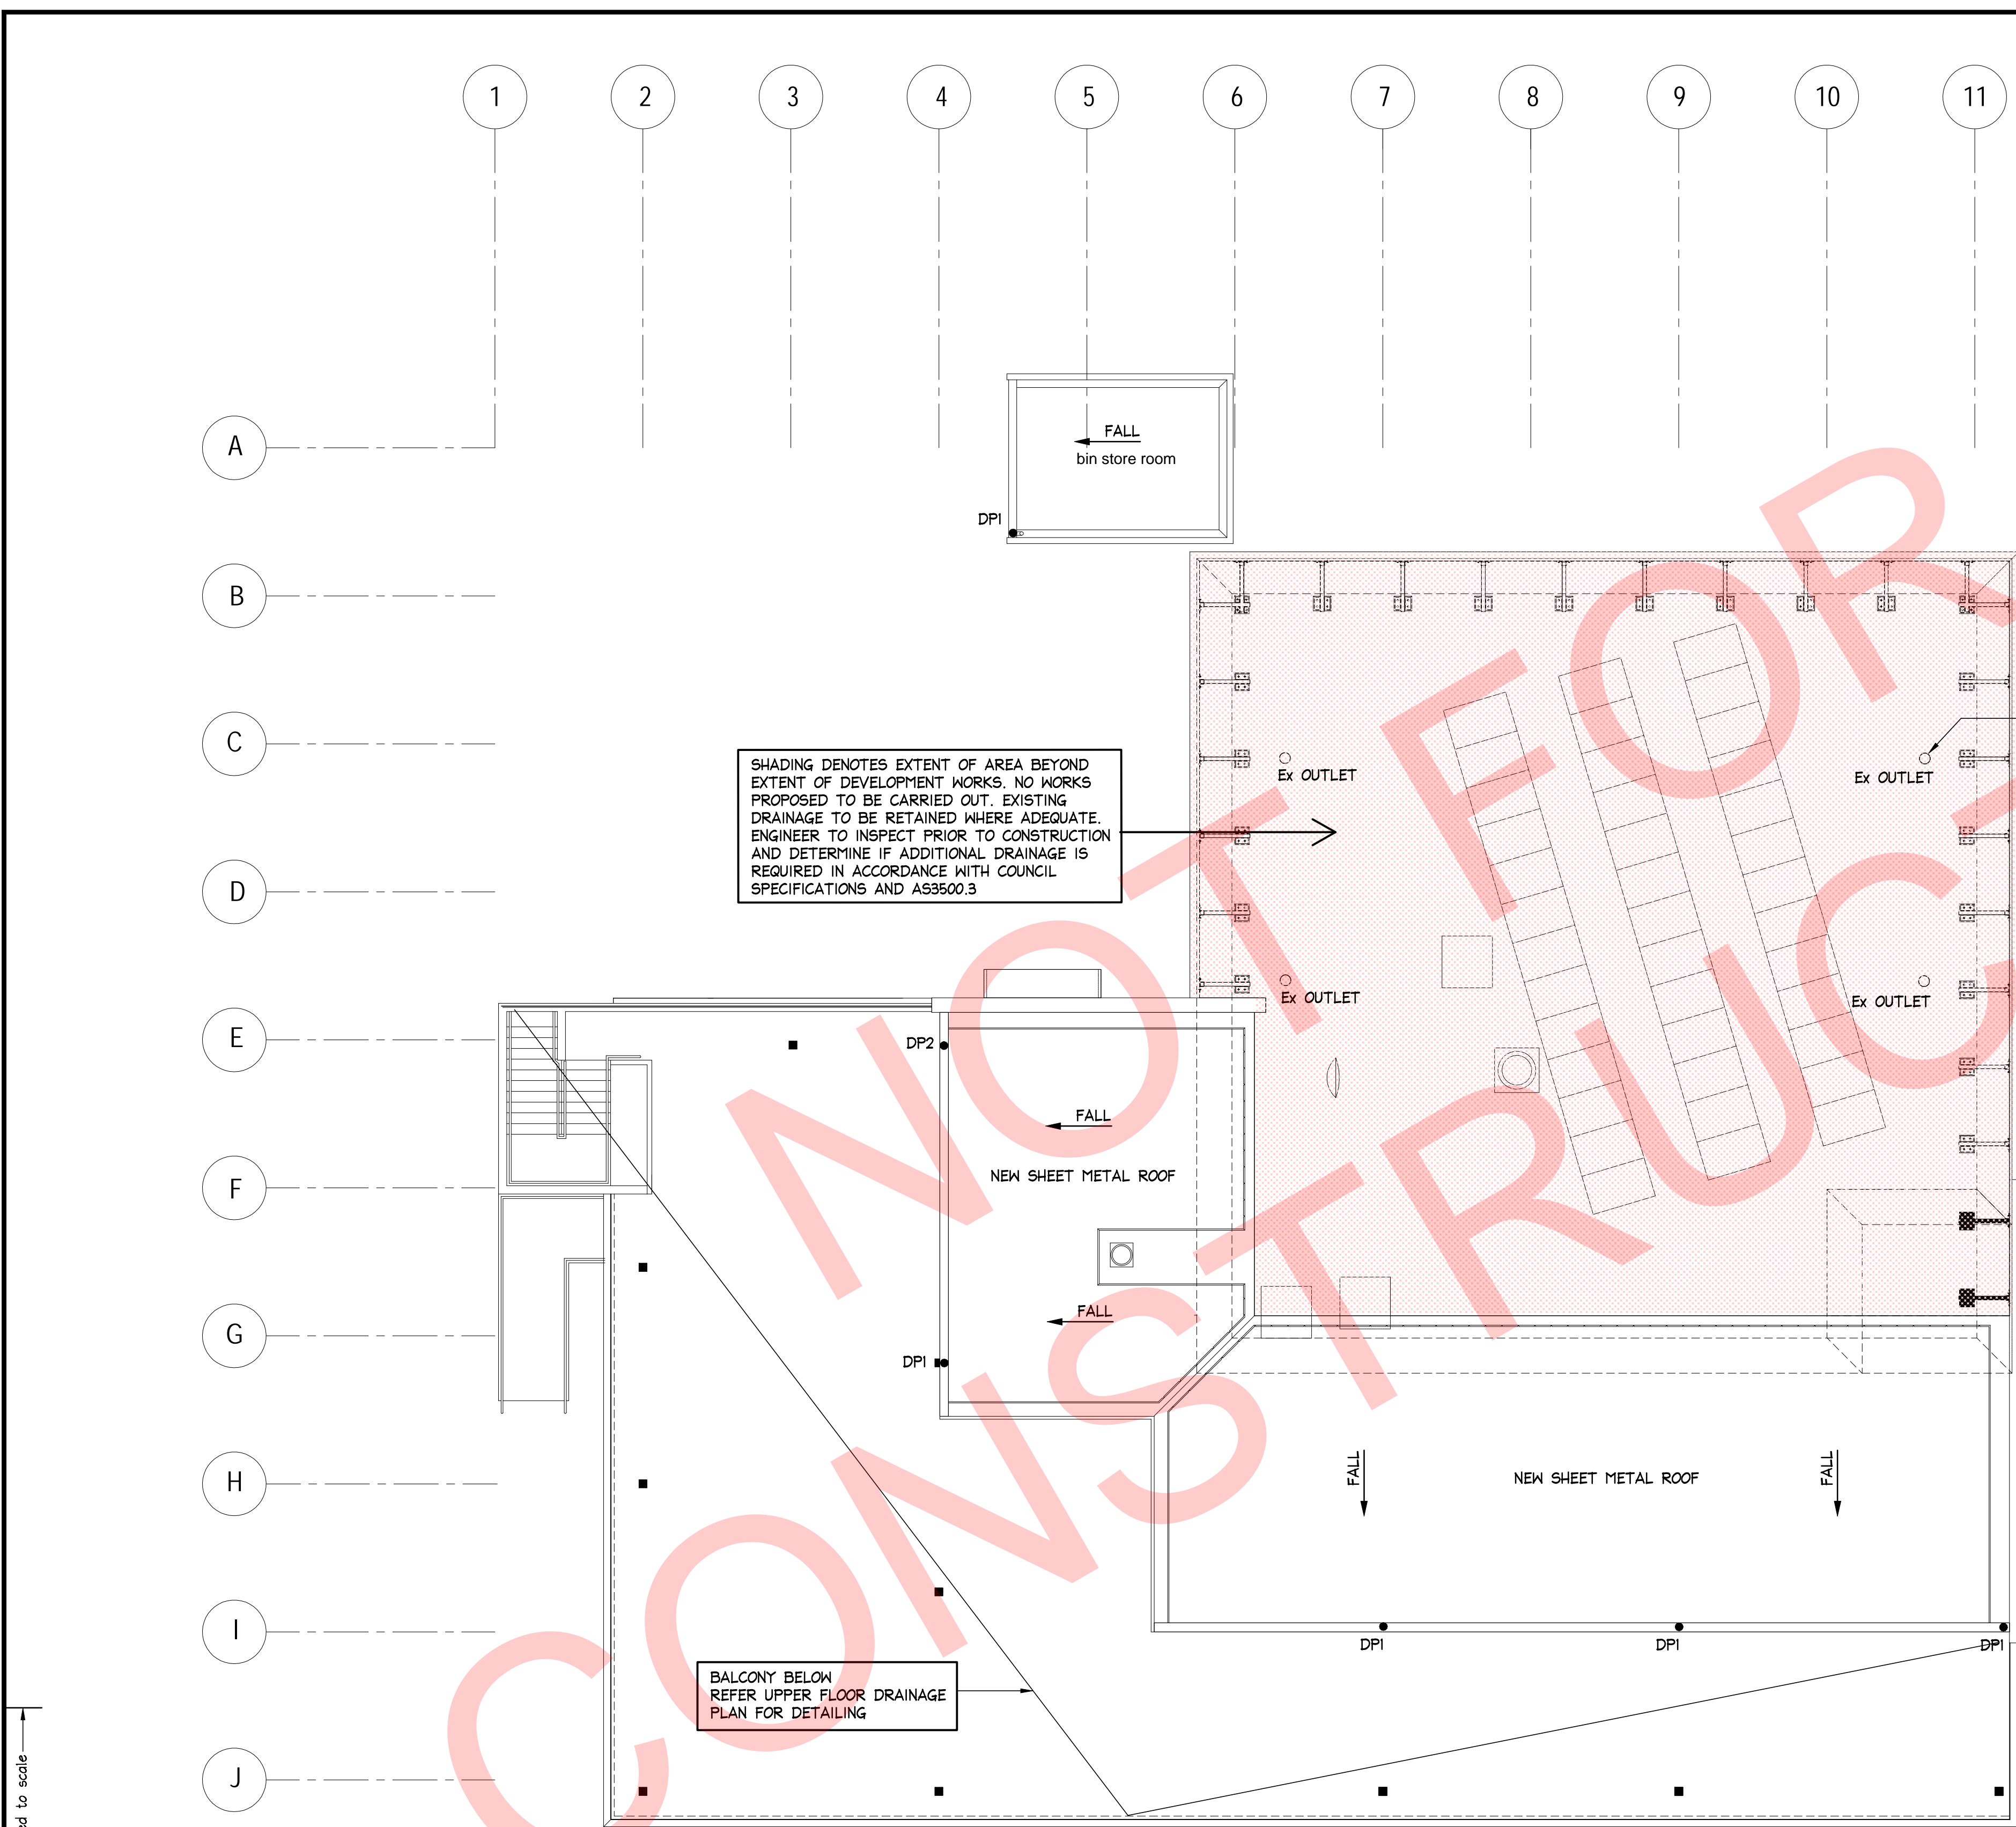 1 2 3 4 5 6 7 8 9 10 11
A
FALL
bin store room
DP1
B
C
SHADING DENOTES EXTENT OF AREA BEYOND
EXTENT OF DEVELOPMENT WORKS. NO WORKS
PROPOSED TO BE CARRIED OUT. EXISTING
DRAINAGE TO BE RETAINED WHERE ADEQUATE.
ENGINEER TO INSPECT PRIOR TO CONSTRUCTION
AND DETERMINE IF ADDITIONAL DRAINAGE IS
REQUIRED IN ACCORDANCE WITH COUNCIL
SPECIFICATIONS AND AS3500.3
Ex OUTLET
Ex OUTLET
D
Ex OUTLET
Ex OUTLET
E
DP2
FALL
F
NEW SHEET METAL ROOF
FALL
G
DP1
H
FALL
NEW SHEET METAL ROOF
FALL
I
DP1
DP1
DP1
BALCONY BELOW
REFER UPPER FLOOR DRAINAGE
PLAN FOR DETAILING
J
to scale
NOT FOR